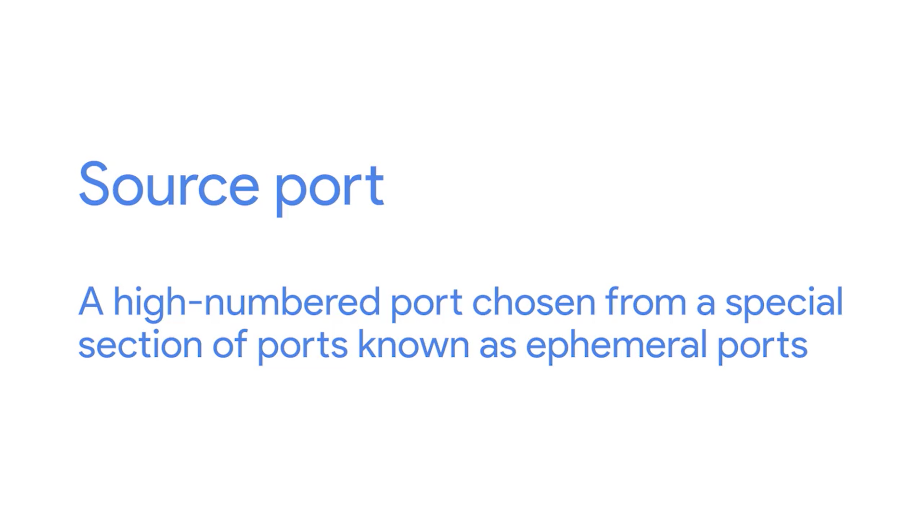 Source port
A high-numbered port chosen from a special
section of ports known as ephemeral ports